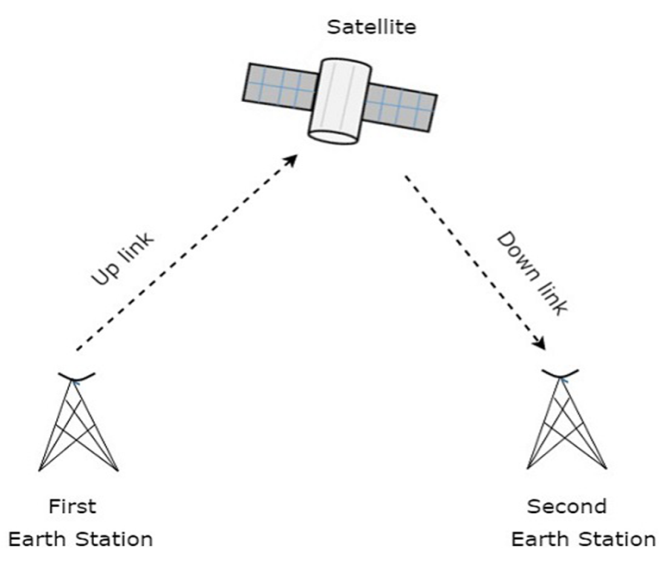 Satellite
Up link
Down link
First
Earth Station
Second
Earth Station